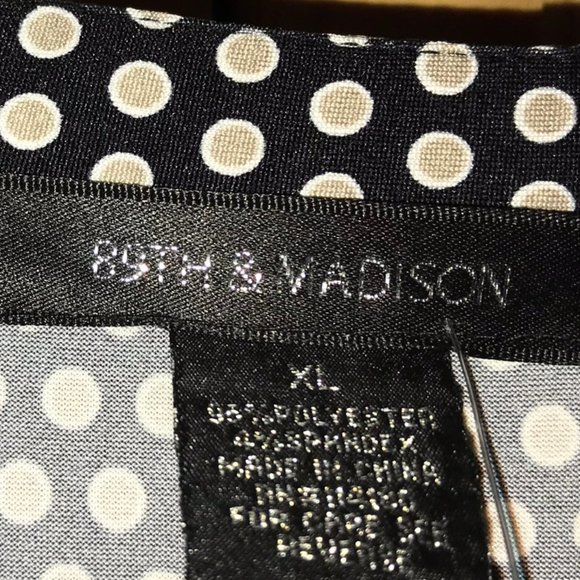 89TH & MADISON
XL
96% POLYESTER
4% SPANDEX
MADE IN CHINA
FOR CARE SEE
REVERSE